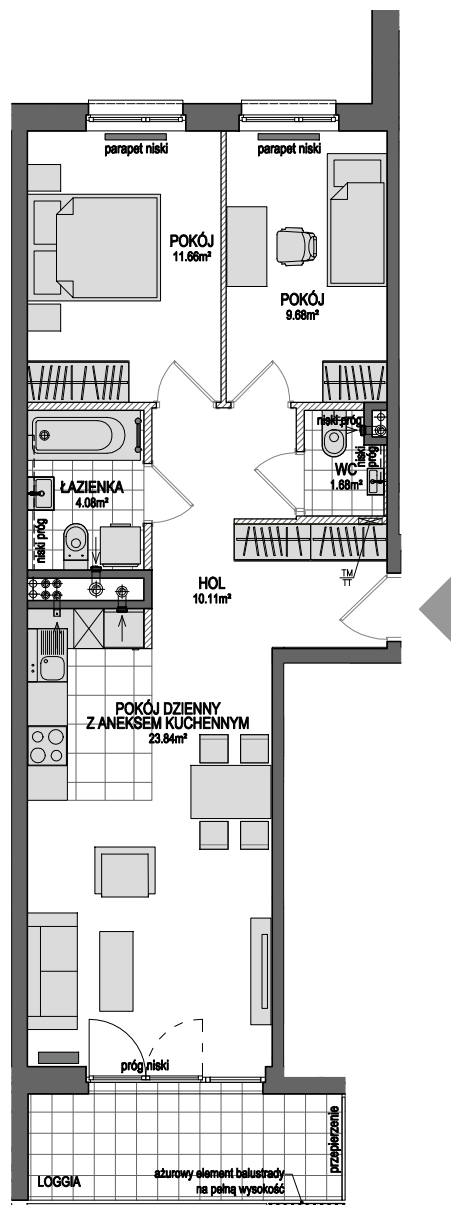 parapet niski
parapet niski
POKÓJ
11.66m²
POKÓJ
9.68m²
niski próg
niski próg
WC
1.68m²
ŁAZIENKA
4.08m²
niski próg
TM
TT
HOL
10.11m²
POKÓJ DZIENNY
Z ANEKSEM KUCHENNYM
23.84m²
próg niski
przepierzenie
LOGGIA
ażurowy element balustrady
na pełną wysokość